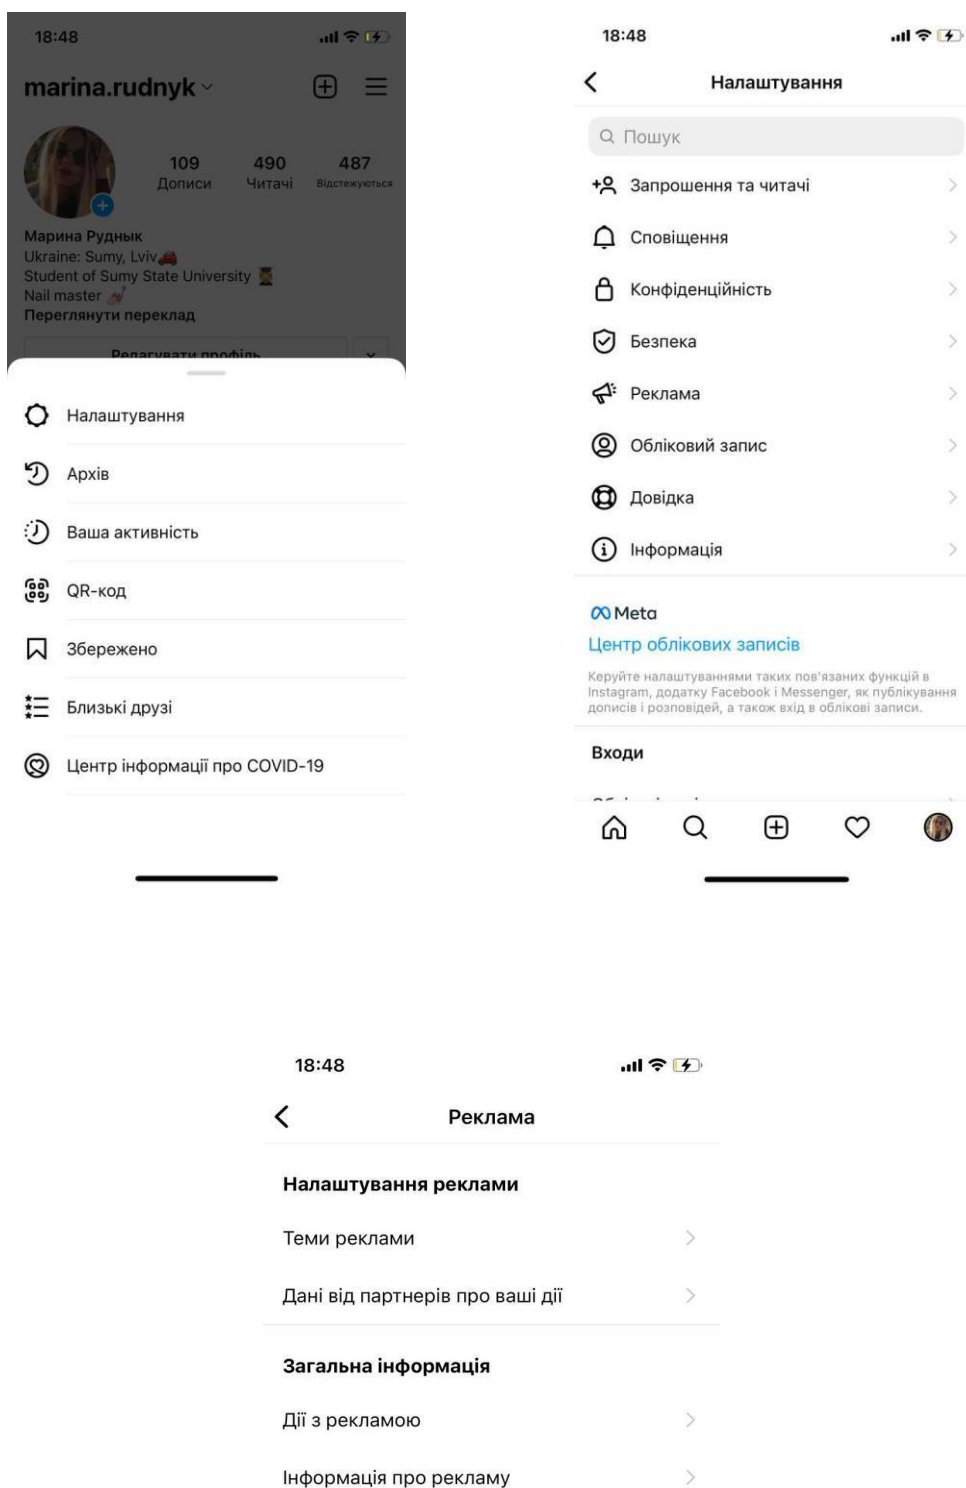 18:48
marina.rudnyk
109 490 487
Дописи Читачі Відстежуються
Марина Рудньк
Ukraine: Sumy, Lviv
Student of Sumy State University
Nail master
Переглянути переклад
Редагувати профіль
Налаштування
Архів
Ваша активність
QR-код
Збережено
Близькі друзі
Центр інформації про COVID-19
18:48
Налаштування
Пошук
Запрошення та читачі
Сповіщення
Конфіденційність
Безпека
Реклама
Обліковий запис
Довідка
Інформація
Meta
Центр облікових записів
Керуйте налаштуваннями таких пов'язаних функцій в
Instagram, додатку Facebook і Messenger, як публікування
дописів і розповідей, а також вхід в облікові записи.
Входи
18:48
Реклама
Налаштування реклами
Теми реклами
Дані від партнерів про ваші дії
Загальна інформація
Дії з рекламою
Інформація про рекламу